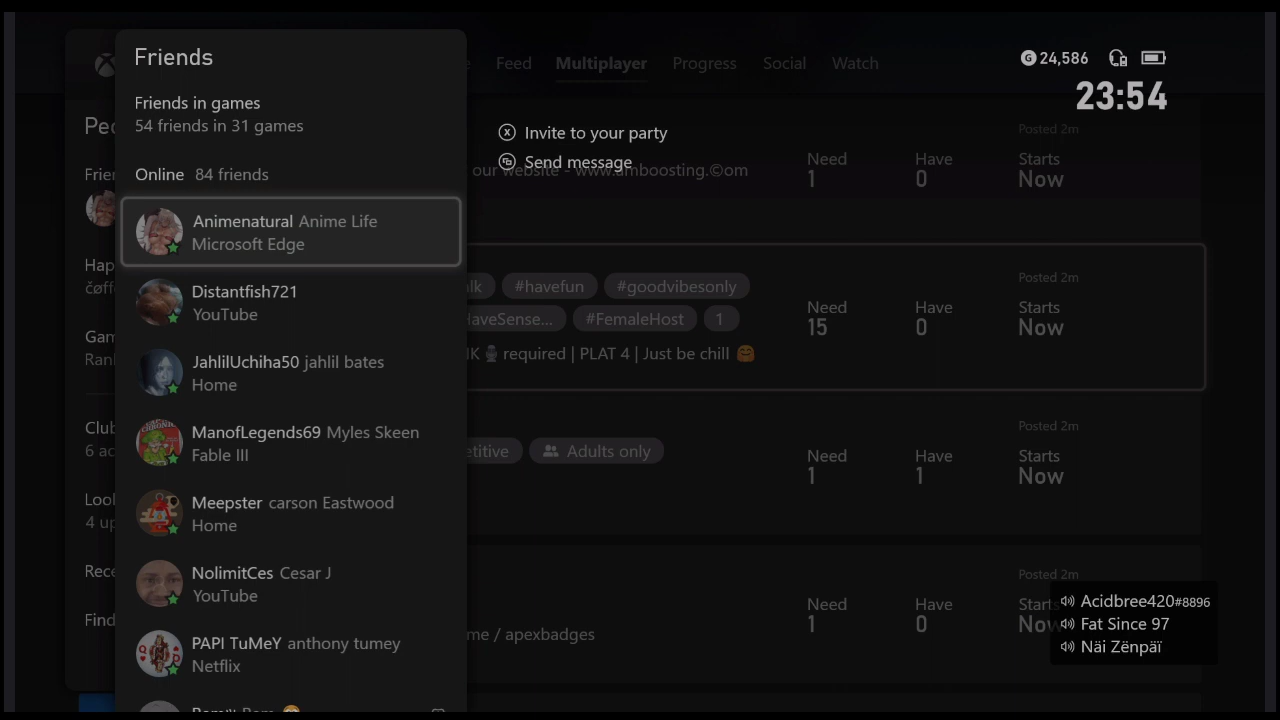 Friends
Friends in games
54 friends in 31 games
Online 84 friends
Animenatural Anime Life
Microsoft Edge
Distantfish721
YouTube
JahlilUchiha50 jahlil bates
Home
ManofLegends69 Myles Skeen
Fable III
Meepster carson Eastwood
Home
NolimitCes Cesar J
YouTube
PAPI TuMeY anthony tumey
Netflix
Feed Multiplayer Progress Social Watch
G 24,586
23:54
Invite to your party
Send message
our website - www.umboosting.©om
Posted 2m
Need Have Starts
1 0 Now
#havefun #goodvibesonly
HaveSense... #FemaleHost 1
required | PLAT 4 | Just be chill 🤗
Posted 2m
Need Have Starts
15 0 Now
Adults only
Posted 2m
Need Have Starts
1 1 Now
me / apexbadges
Posted 2m
Need Have Starts
1 0 Now
Acidbree420#8896
Fat Since 97
Näi Zënpäï